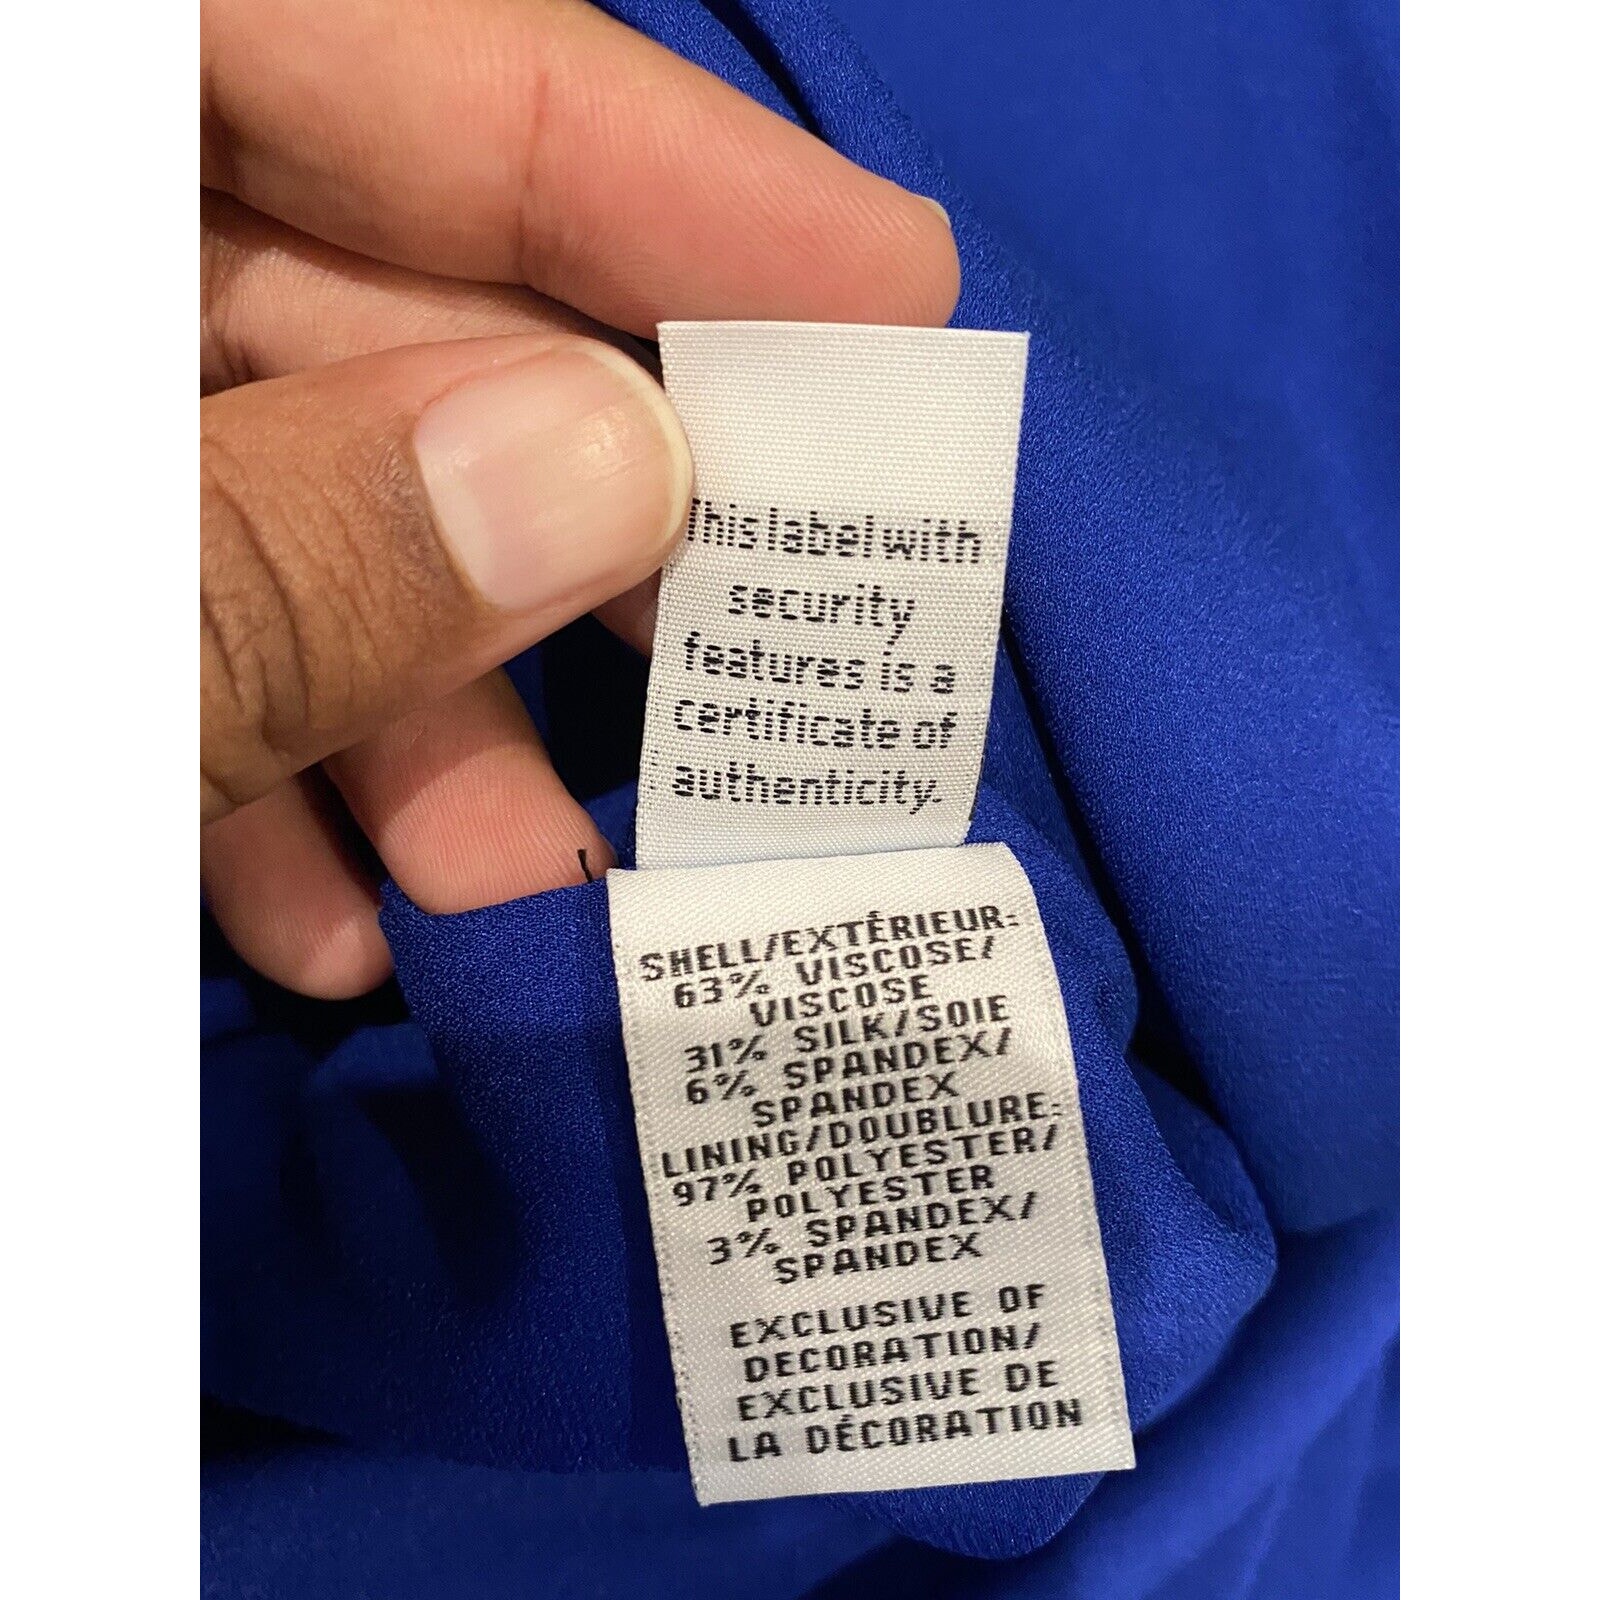 This label with
security
features is a
certificate of
authenticity.
SHELL/EXTÉRIEUR:
63% VISCOSE/
VISCOSE
31% SILK/SOIE
6% SPANDEX/
SPANDEX
LINING/DOUBLURE:
97% POLYESTER/
POLYESTER
3% SPANDEX/
SPANDEX
EXCLUSIVE OF
DECORATION/
EXCLUSIVE DE
LA DÉCORATION